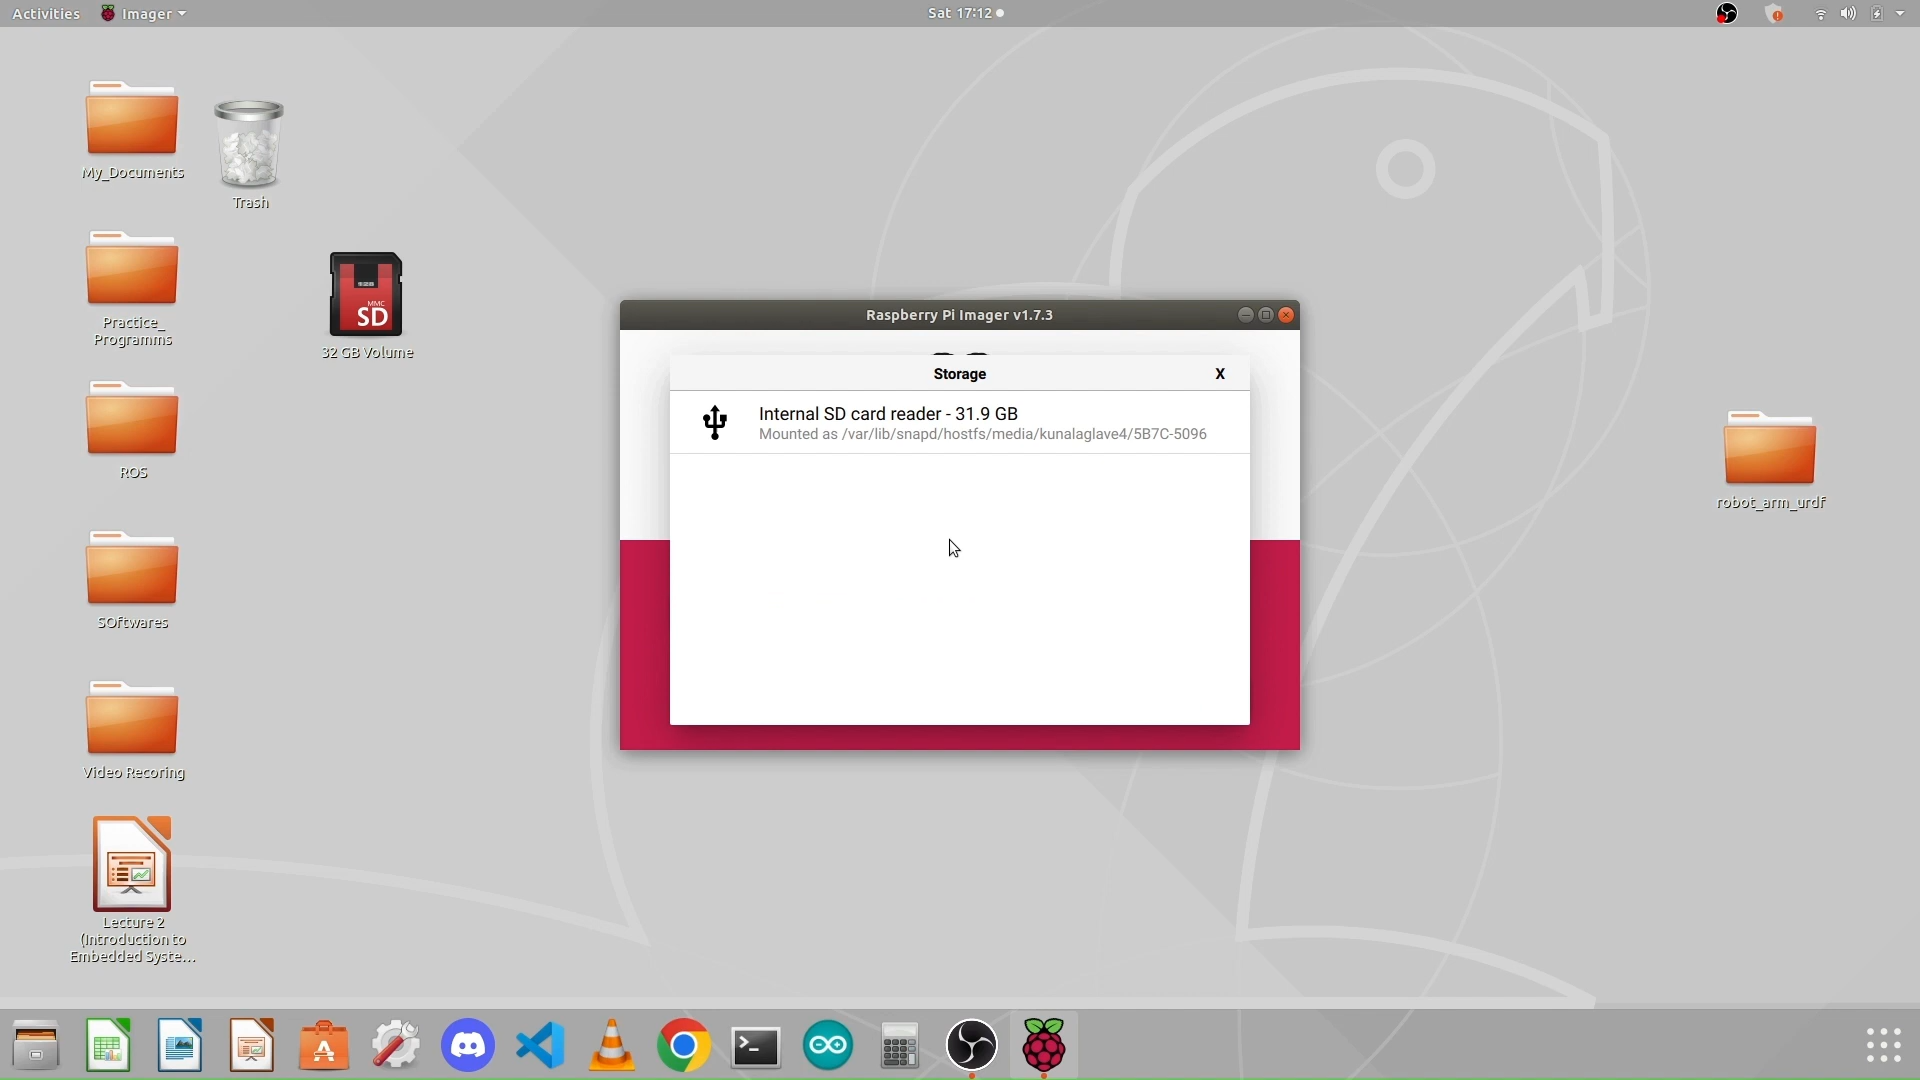 Activities
Imager
Sat 17:12
My_Documents
Trash
Practice_
Programms
MMC
SD
32 GB Volume
ROS
SOftwares
Video Recoring
Lecture 2
(Introduction to
Embedded Syste...
Raspberry Pi Imager v1.7.3
Storage
X
Internal SD card reader - 31.9 GB
Mounted as /var/lib/snapd/hostfs/media/kunalaglave4/5B7C-5096
robot_arm_urdf